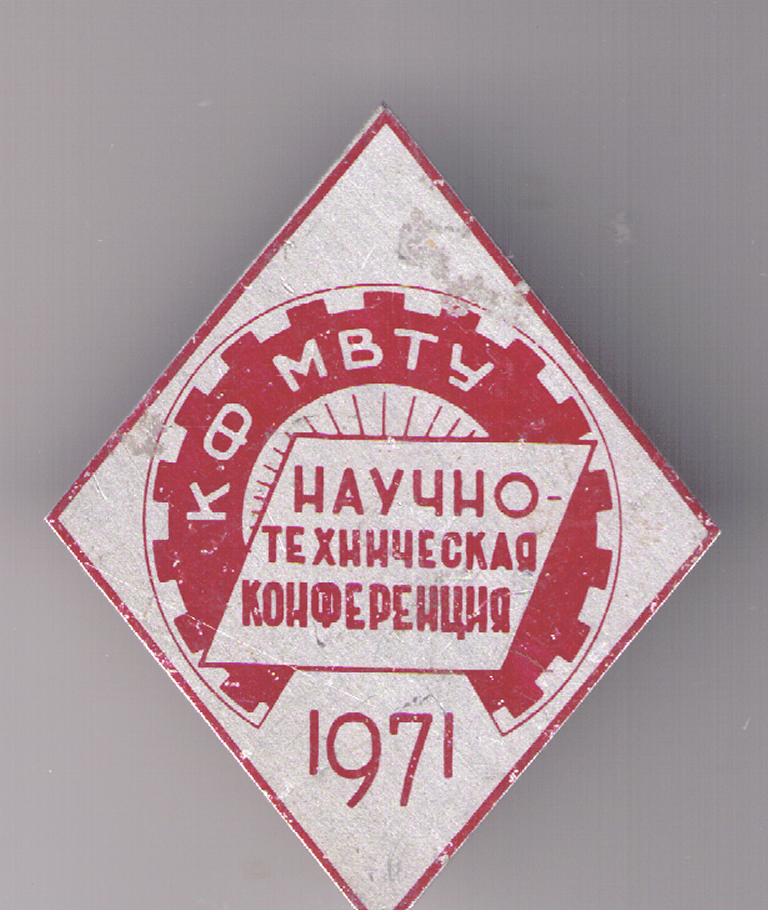 КФ МВТУ
НАУЧНО-
ТЕХНИЧЕСКАЯ
КОНФЕРЕНЦИЯ
1971